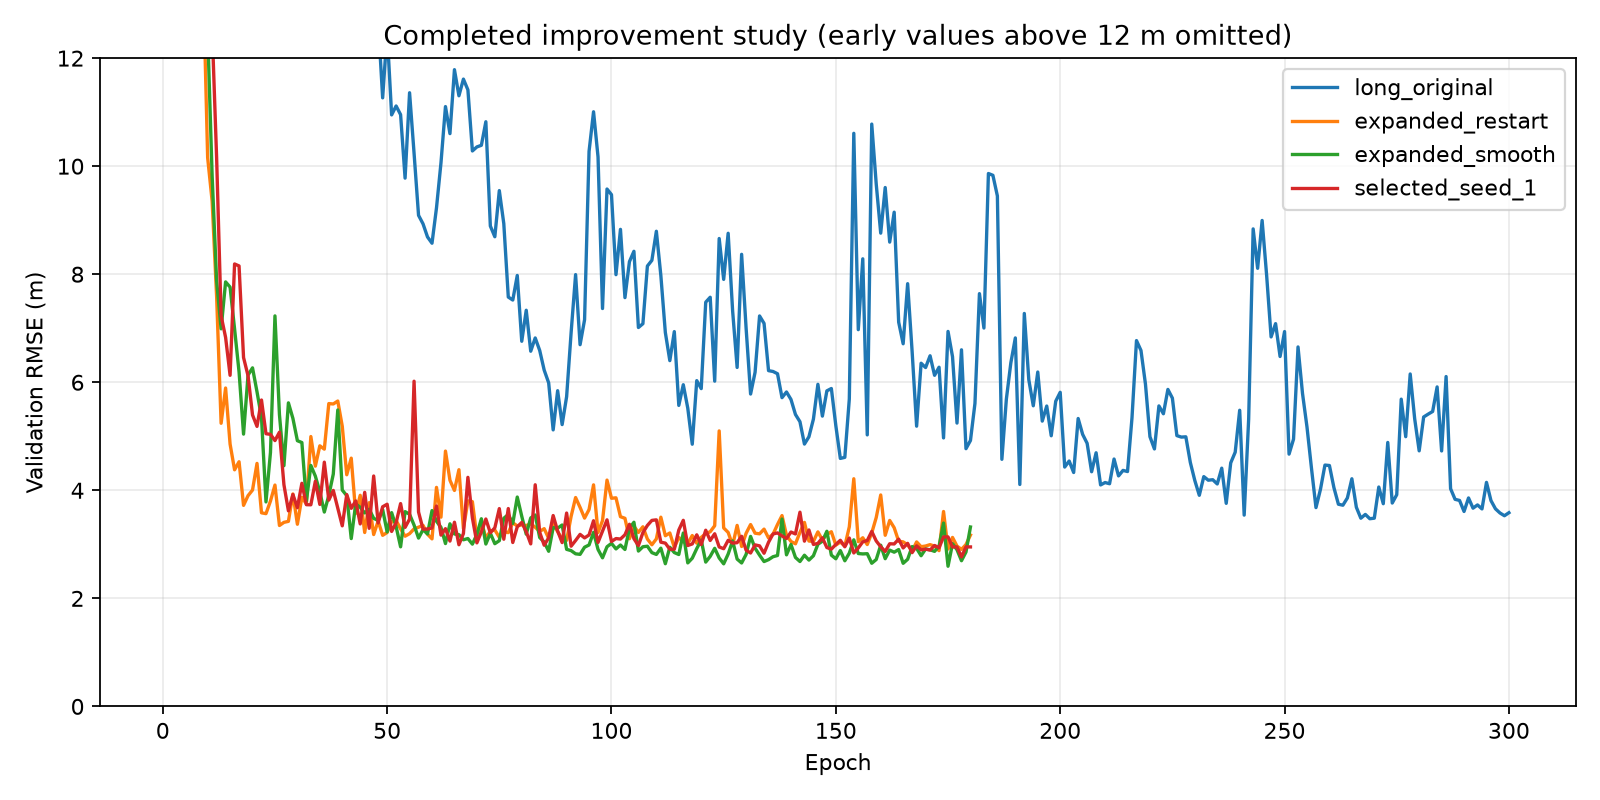 Completed improvement study (early values above 12 m omitted)
long_original
expanded_restart
expanded_smooth
selected_seed_1
Validation RMSE (m)
12
10
8
6
4
2
0
0 50 100 150 200 250 300
Epoch